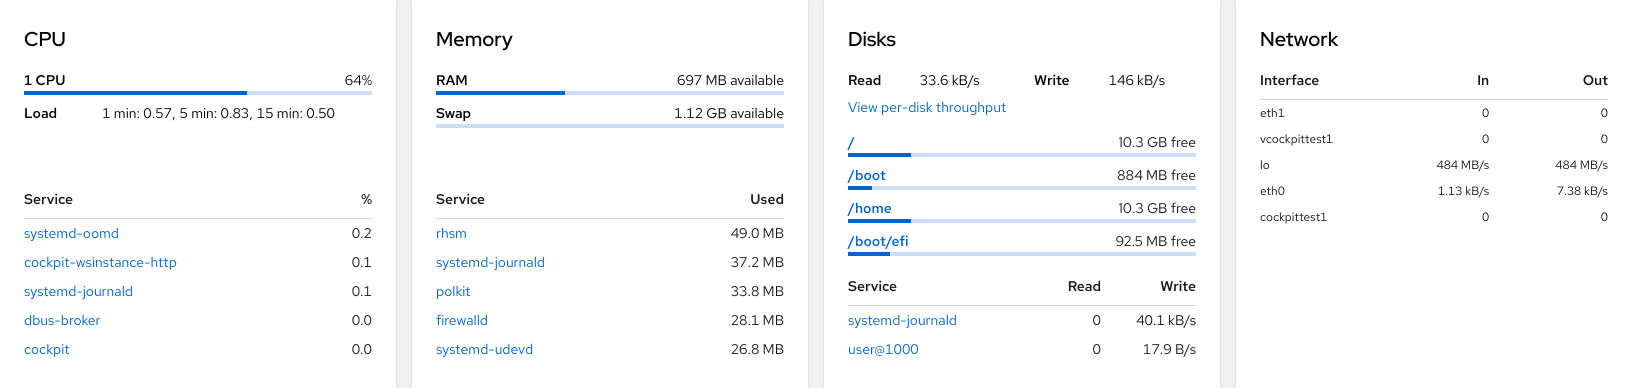 CPU
1 CPU 64%
Load 1 min: 0.57, 5 min: 0.83, 15 min: 0.50
Service %
systemd-oomd 0.2
cockpit-wsinstance-http 0.1
systemd-journald 0.1
dbus-broker 0.0
cockpit 0.0
Memory
RAM 697 MB available
Swap 1.12 GB available
Service Used
rhsm 49.0 MB
systemd-journald 37.2 MB
polkit 33.8 MB
firewalld 28.1 MB
systemd-udevd 26.8 MB
Disks
Read 33.6 kB/s Write 146 kB/s
View per-disk throughput
/ 10.3 GB free
/boot 884 MB free
/home 10.3 GB free
/boot/efi 92.5 MB free
Service Read Write
systemd-journald 0 40.1 kB/s
user@1000 0 17.9 B/s
Network
Interface In Out
eth1 0 0
vcockpittest1 0 0
lo 484 MB/s 484 MB/s
eth0 1.13 kB/s 7.38 kB/s
cockpittest1 0 0